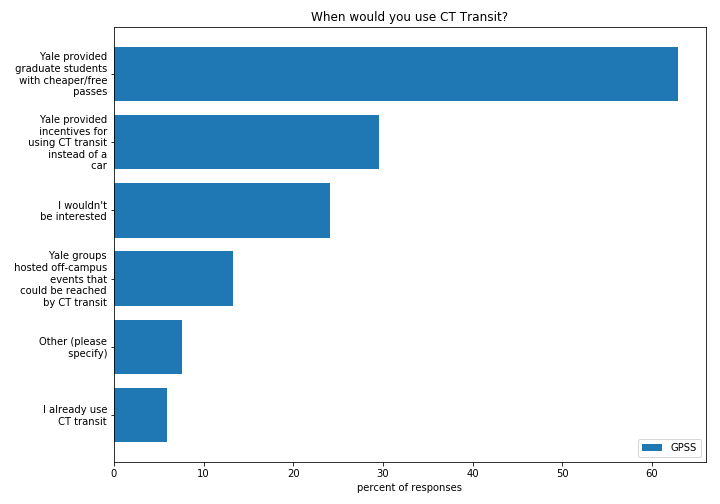 When would you use CT Transit?
Yale provided
graduate students
with cheaper/free
passes
Yale provided
incentives for
using CT transit
instead of a
car
I wouldn't
be interested
Yale groups
hosted off-campus
events that
could be reached
by CT transit
Other (please
specify)
I already use
CT transit
GPSS
0 10 20 30 40 50 60
percent of responses